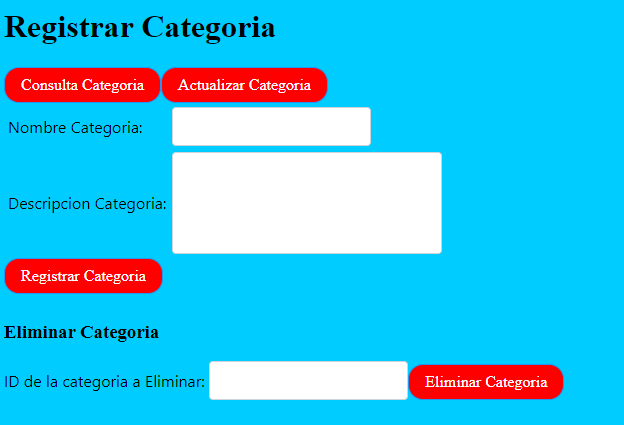 Registrar Categoria
Consulta Categoria Actualizar Categoria
Nombre Categoria:
Descripcion Categoria:
Registrar Categoria
Eliminar Categoria
ID de la categoria a Eliminar: Eliminar Categoria